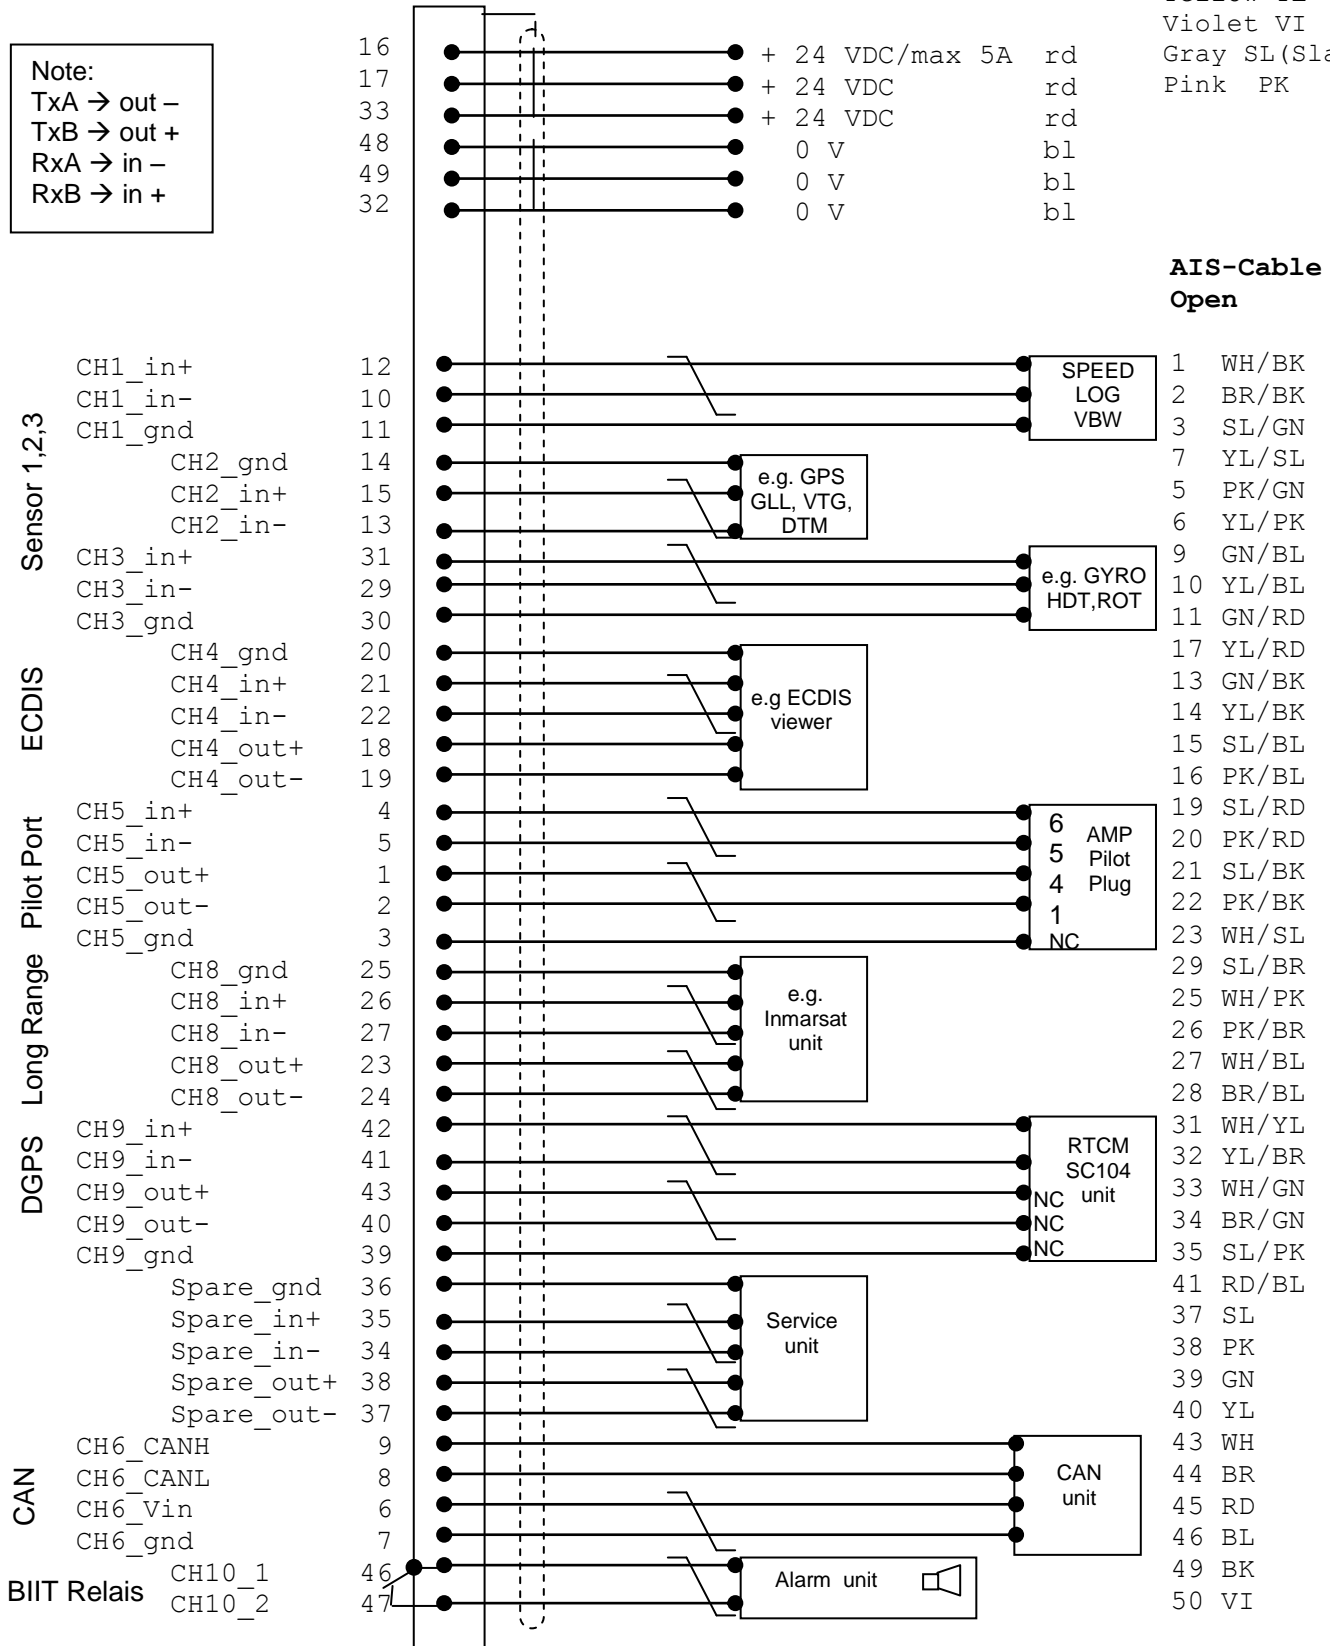 Violet VI
Gray SL(Sla
Pink PK
Note:
TxA → out –
TxB → out +
RxA → in –
RxB → in +
16 + 24 VDC/max 5A rd
17 + 24 VDC rd
33 + 24 VDC rd
48 0 V bl
49 0 V bl
32 0 V bl
AIS-Cable
Open
Sensor 1,2,3
CH1_in+ 12 1 WH/BK
CH1_in- 10 2 BR/BK
CH1_gnd 11 3 SL/GN
SPEED
LOG
VBW
CH2_gnd 14 7 YL/SL
CH2_in+ 15 5 PK/GN
CH2_in- 13 6 YL/PK
e.g. GPS
GLL, VTG,
DTM
CH3_in+ 31 9 GN/BL
CH3_in- 29 10 YL/BL
CH3_gnd 30 11 GN/RD
e.g. GYRO
HDT,ROT
ECDIS
CH4_gnd 20 17 YL/RD
CH4_in+ 21 13 GN/BK
CH4_in- 22 14 YL/BK
CH4_out+ 18 15 SL/BL
CH4_out- 19 16 PK/BL
e.g ECDIS
viewer
Pilot Port
CH5_in+ 4 6 19 SL/RD
CH5_in- 5 5 20 PK/RD
CH5_out+ 1 4 21 SL/BK
CH5_out- 2 1 22 PK/BK
CH5_gnd 3 NC 23 WH/SL
AMP
Pilot
Plug
Long Range
CH8_gnd 25 29 SL/BR
CH8_in+ 26 25 WH/PK
CH8_in- 27 26 PK/BR
CH8_out+ 23 27 WH/BL
CH8_out- 24 28 BR/BL
e.g.
Inmarsat
unit
DGPS
CH9_in+ 42 31 WH/YL
CH9_in- 41 32 YL/BR
CH9_out+ 43 NC 33 WH/GN
CH9_out- 40 NC 34 BR/GN
CH9_gnd 39 NC 35 SL/PK
RTCM
SC104
unit
Spare_gnd 36 41 RD/BL
Spare_in+ 35 37 SL
Spare_in- 34 38 PK
Spare_out+ 38 39 GN
Spare_out- 37 40 YL
Service
unit
CAN
CH6_CANH 9 43 WH
CH6_CANL 8 44 BR
CH6_Vin 6 45 RD
CH6_gnd 7 46 BL
CAN
unit
BIIT Relais
CH10_1 46 49 BK
CH10_2 47 50 VI
Alarm unit